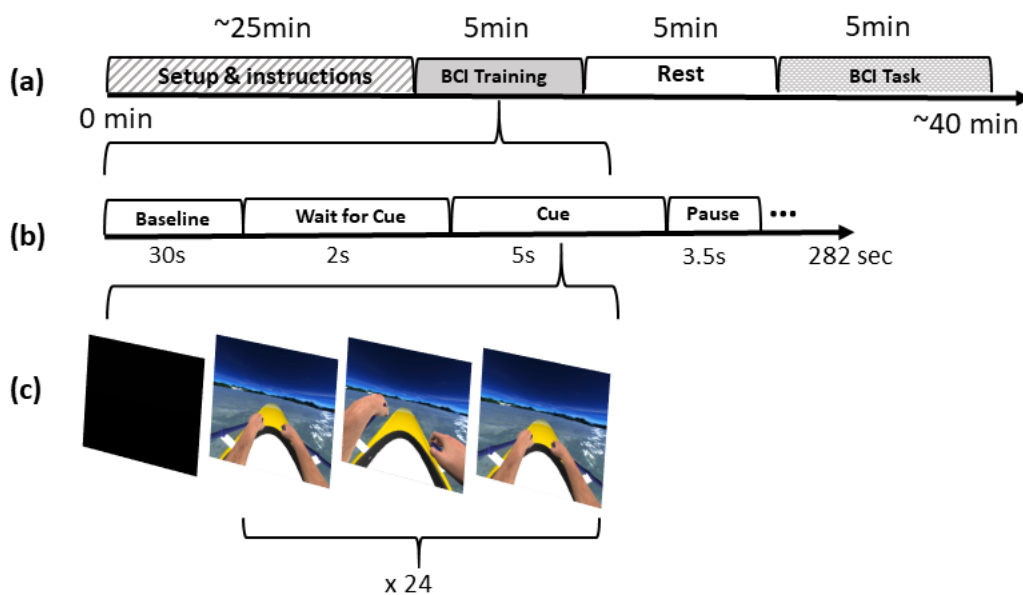 ~25min 5min 5min 5min
(a) Setup & instructions BCI Training Rest BCI Task
0 min ~40 min
(b) Baseline Wait for Cue Cue Pause ...
30s 2s 5s 3.5s 282 sec
(c)
x 24